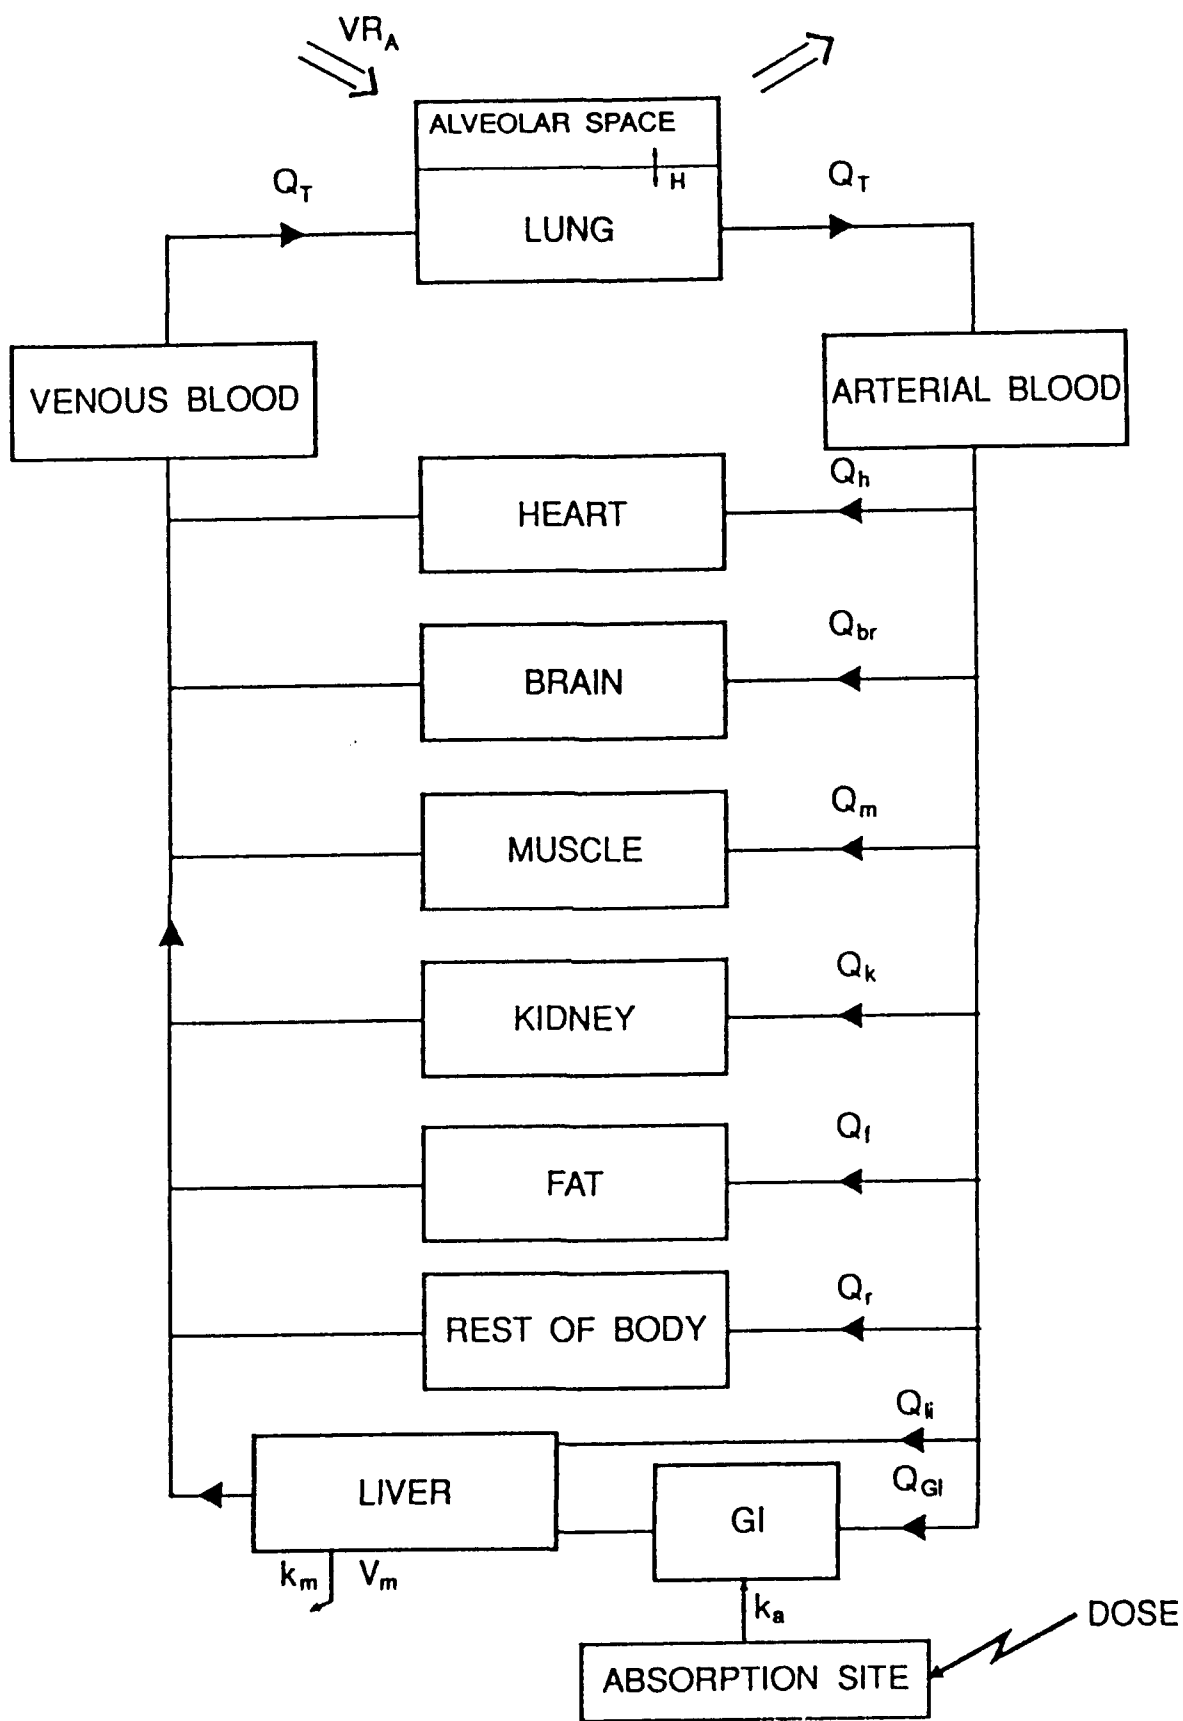 VR_A
ALVEOLAR SPACE
H
Q_T
Q_T
LUNG
VENOUS BLOOD
ARTERIAL BLOOD
Q_h
HEART
Q_br
BRAIN
Q_m
MUSCLE
Q_k
KIDNEY
Q_f
FAT
Q_r
REST OF BODY
Q_li
LIVER
Q_GI
GI
k_m V_m
k_a
DOSE
ABSORPTION SITE